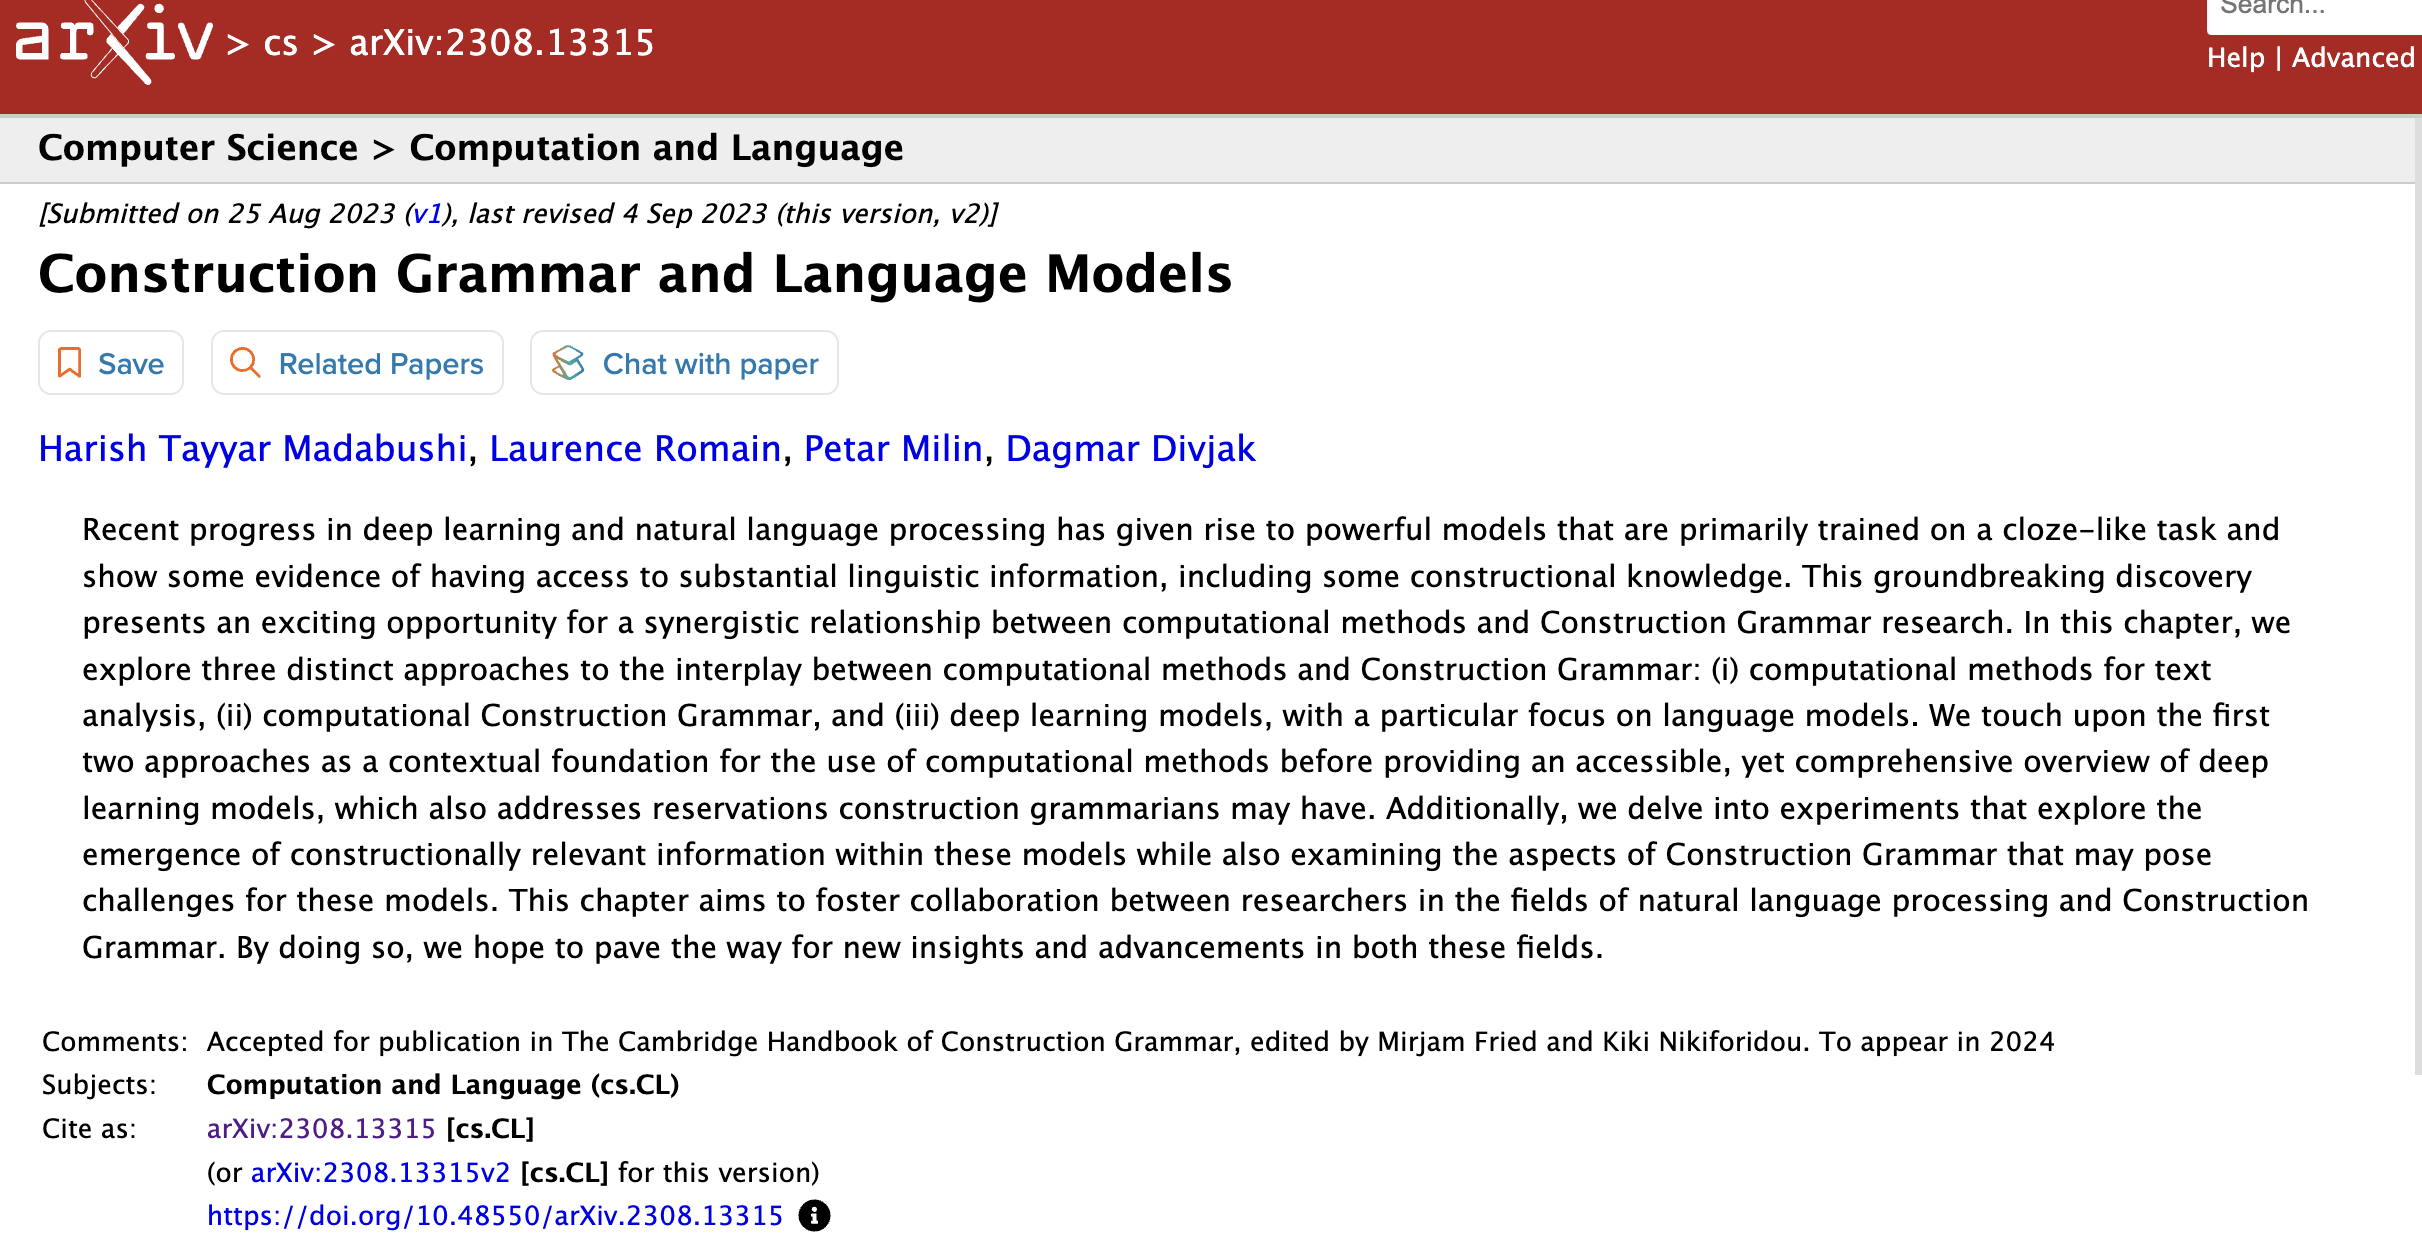 arXiv > cs > arXiv:2308.13315
Search...
Help | Advanced
Computer Science > Computation and Language
[Submitted on 25 Aug 2023 (v1), last revised 4 Sep 2023 (this version, v2)]
Construction Grammar and Language Models
Save Related Papers Chat with paper
Harish Tayyar Madabushi, Laurence Romain, Petar Milin, Dagmar Divjak
Recent progress in deep learning and natural language processing has given rise to powerful models that are primarily trained on a cloze-like task and
show some evidence of having access to substantial linguistic information, including some constructional knowledge. This groundbreaking discovery
presents an exciting opportunity for a synergistic relationship between computational methods and Construction Grammar research. In this chapter, we
explore three distinct approaches to the interplay between computational methods and Construction Grammar: (i) computational methods for text
analysis, (ii) computational Construction Grammar, and (iii) deep learning models, with a particular focus on language models. We touch upon the first
two approaches as a contextual foundation for the use of computational methods before providing an accessible, yet comprehensive overview of deep
learning models, which also addresses reservations construction grammarians may have. Additionally, we delve into experiments that explore the
emergence of constructionally relevant information within these models while also examining the aspects of Construction Grammar that may pose
challenges for these models. This chapter aims to foster collaboration between researchers in the fields of natural language processing and Construction
Grammar. By doing so, we hope to pave the way for new insights and advancements in both these fields.
Comments: Accepted for publication in The Cambridge Handbook of Construction Grammar, edited by Mirjam Fried and Kiki Nikiforidou. To appear in 2024
Subjects: Computation and Language (cs.CL)
Cite as: arXiv:2308.13315 [cs.CL]
(or arXiv:2308.13315v2 [cs.CL] for this version)
https://doi.org/10.48550/arXiv.2308.13315